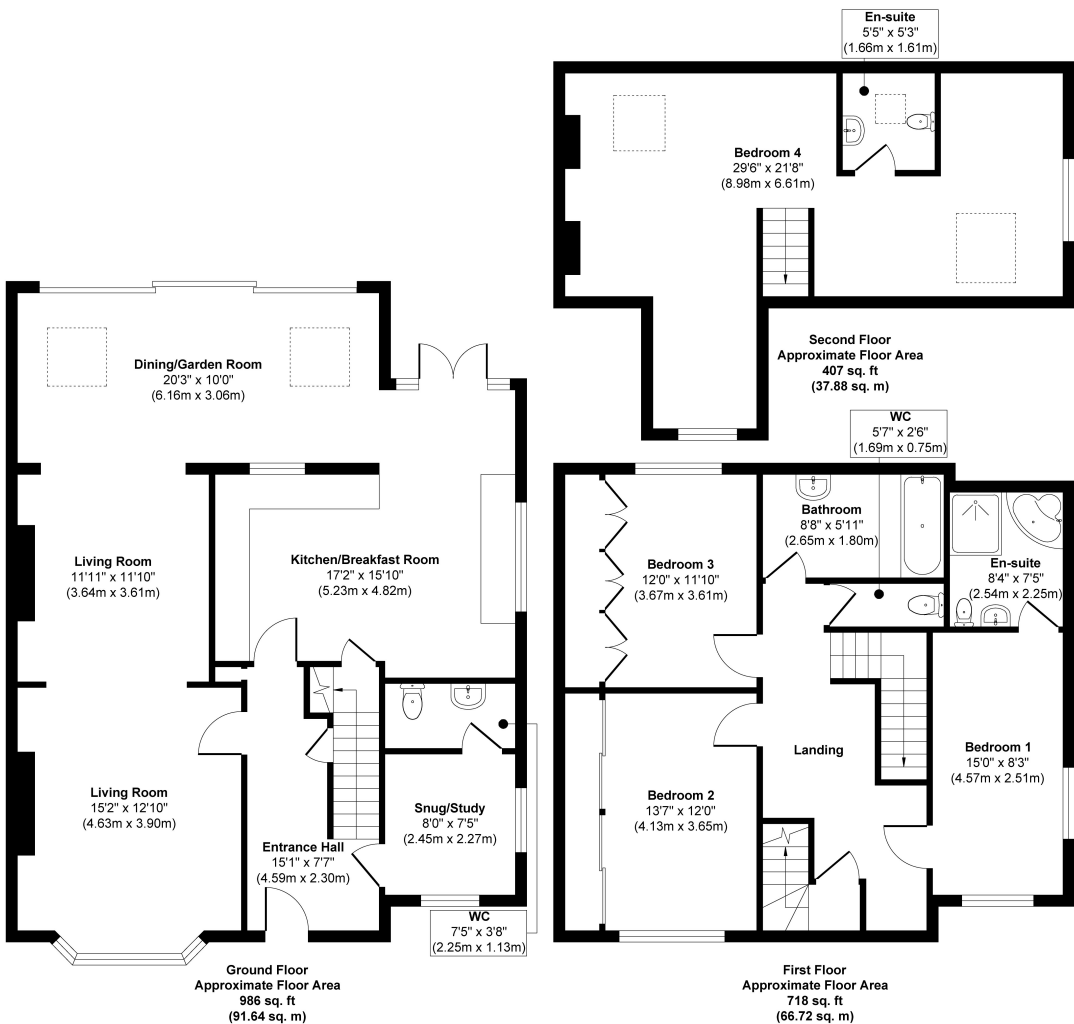 En-suite
5'5" x 5'3"
(1.66m x 1.61m)
Bedroom 4
29'6" x 21'8"
(8.98m x 6.61m)
Second Floor
Approximate Floor Area
407 sq. ft
(37.88 sq. m)
Dining/Garden Room
20'3" x 10'0"
(6.16m x 3.06m)
Living Room
11'11" x 11'10"
(3.64m x 3.61m)
Kitchen/Breakfast Room
17'2" x 15'10"
(5.23m x 4.82m)
Living Room
15'2" x 12'10"
(4.63m x 3.90m)
Entrance Hall
15'1" x 7'7"
(4.59m x 2.30m)
Snug/Study
8'0" x 7'5"
(2.45m x 2.27m)
WC
7'5" x 3'8"
(2.25m x 1.13m)
Ground Floor
Approximate Floor Area
986 sq. ft
(91.64 sq. m)
WC
5'7" x 2'6"
(1.69m x 0.75m)
Bathroom
8'8" x 5'11"
(2.65m x 1.80m)
Bedroom 3
12'0" x 11'10"
(3.67m x 3.61m)
En-suite
8'4" x 7'5"
(2.54m x 2.25m)
Landing
Bedroom 1
15'0" x 8'3"
(4.57m x 2.51m)
Bedroom 2
13'7" x 12'0"
(4.13m x 3.65m)
First Floor
Approximate Floor Area
718 sq. ft
(66.72 sq. m)